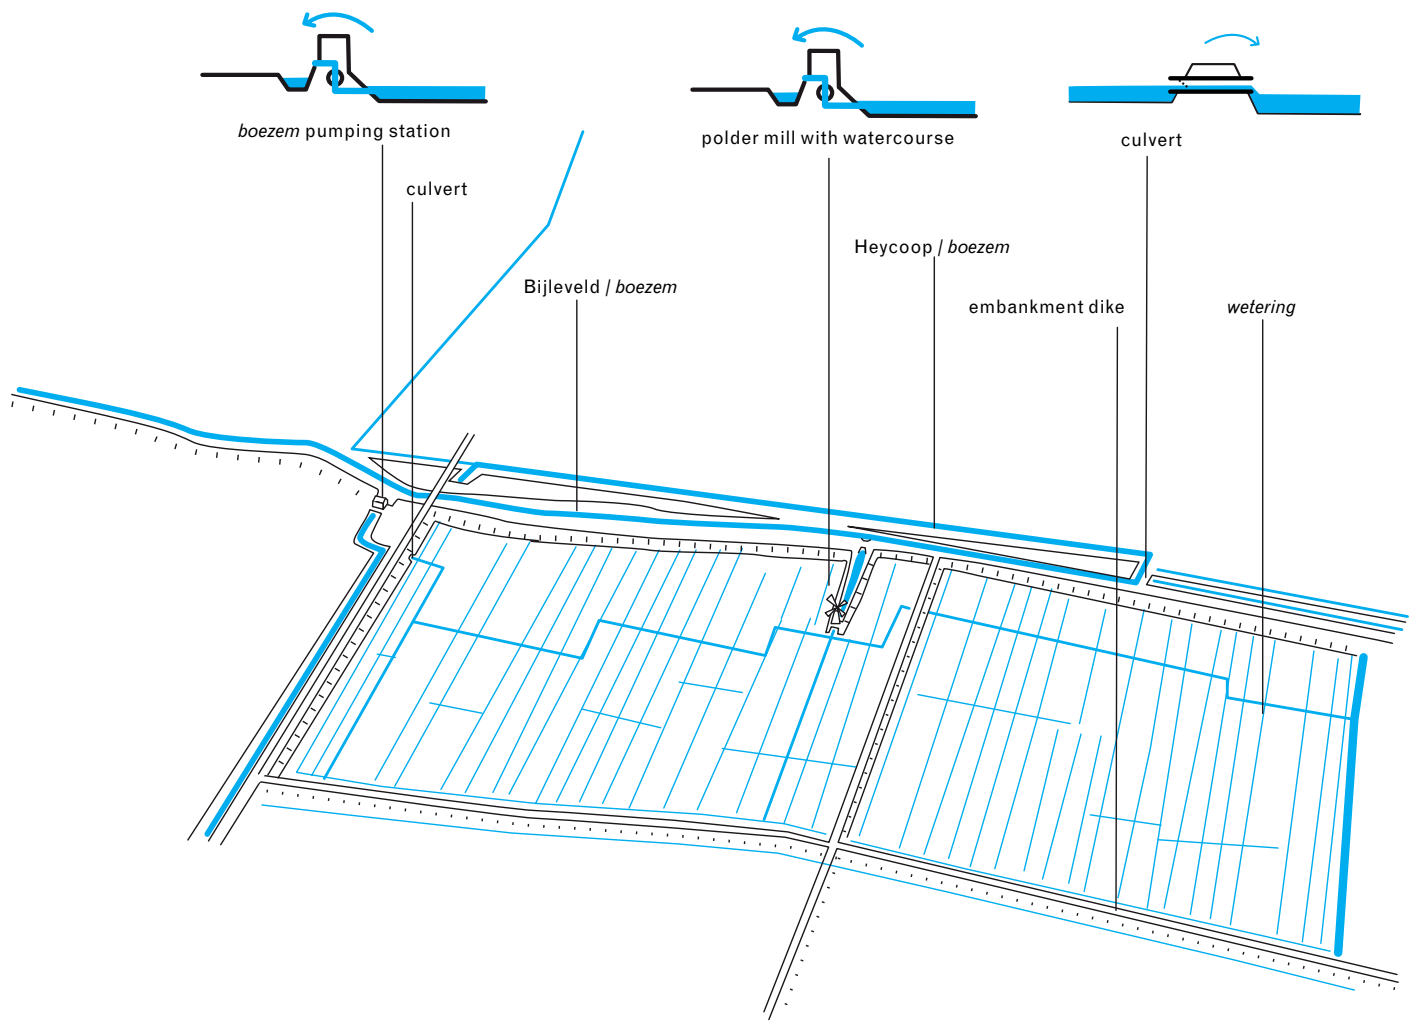 boezem pumping station
polder mill with watercourse
culvert
culvert
Heycoop / boezem
Bijleveld / boezem
embankment dike
wetering